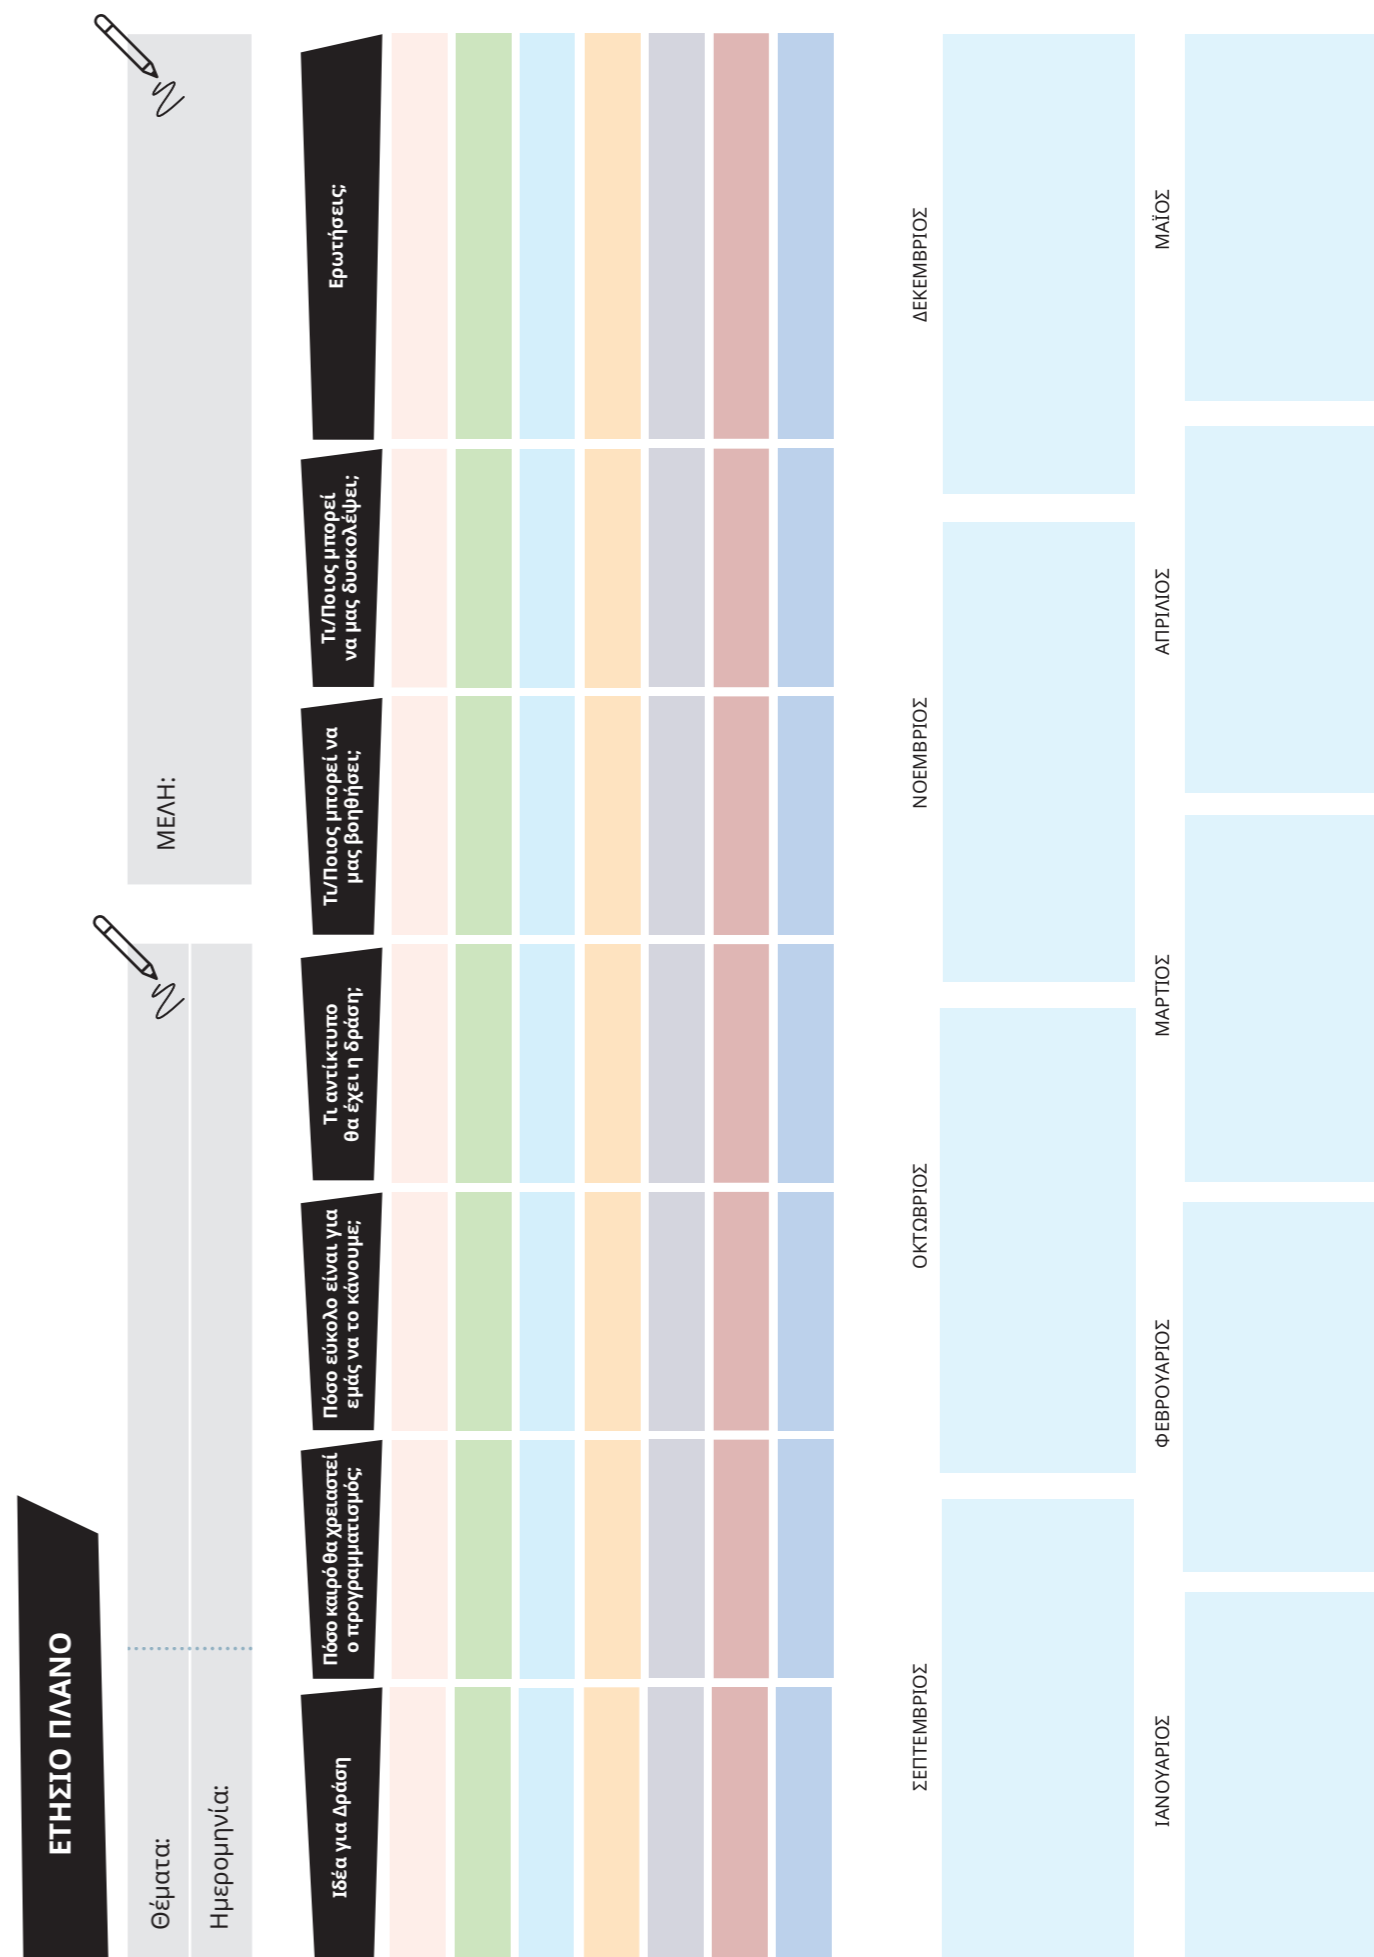 ΕΤΗΣΙΟ ΠΛΑΝΟ
Θέματα:
Ημερομηνία:
ΜΕΛΗ:
Ιδέα για Δράση
Πόσο καιρό θα χρειαστεί
ο προγραμματισμός;
Πόσο εύκολο είναι για
εμάς να το κάνουμε;
Τι αντίκτυπο
θα έχει η δράση;
Τι/Ποιος μπορεί να
μας βοηθήσει;
Τι/Ποιος μπορεί
να μας δυσκολέψει;
Ερωτήσεις;
ΣΕΠΤΕΜΒΡΙΟΣ
ΟΚΤΩΒΡΙΟΣ
ΝΟΕΜΒΡΙΟΣ
ΔΕΚΕΜΒΡΙΟΣ
ΙΑΝΟΥΑΡΙΟΣ
ΦΕΒΡΟΥΑΡΙΟΣ
ΜΑΡΤΙΟΣ
ΑΠΡΙΛΙΟΣ
ΜΑΪΟΣ